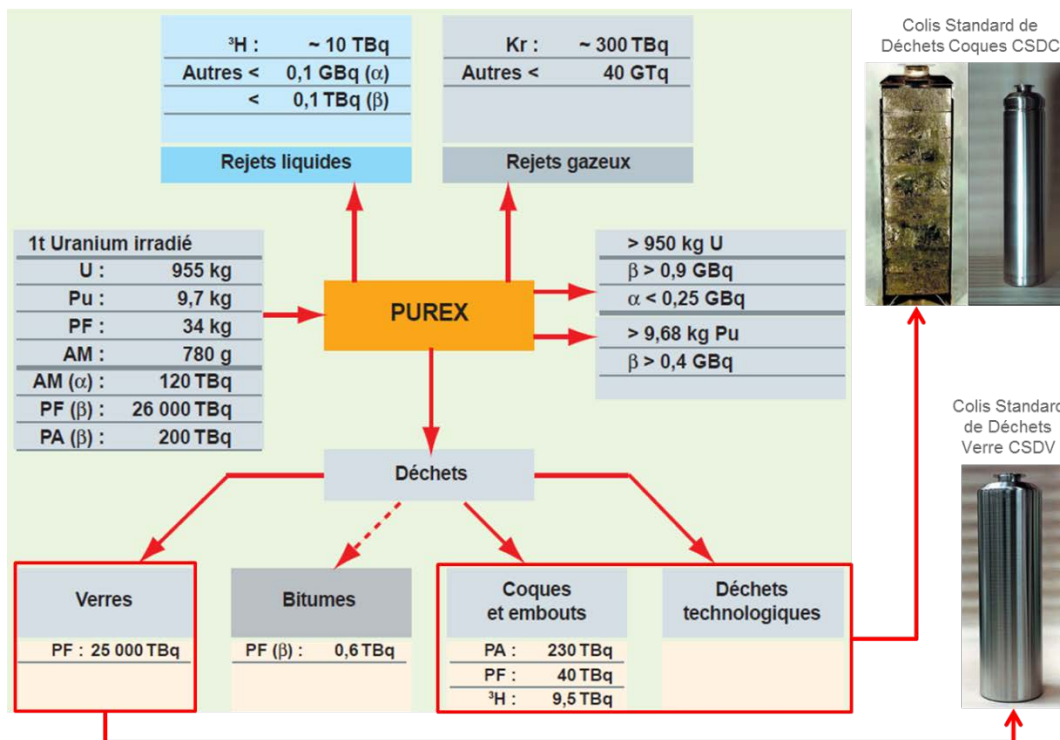 ³H : ~ 10 TBq
Autres < 0,1 GBq (α)
< 0,1 TBq (β)
Rejets liquides
Kr : ~ 300 TBq
Autres < 40 GTq
Rejets gazeux
Colis Standard de
Déchets Coques CSDC
1t Uranium irradié
U : 955 kg
Pu : 9,7 kg
PF : 34 kg
AM : 780 g
AM (α) : 120 TBq
PF (β) : 26 000 TBq
PA (β) : 200 TBq
PUREX
> 950 kg U
β > 0,9 GBq
α < 0,25 GBq
> 9,68 kg Pu
β > 0,4 GBq
Colis Standard
de Déchets
Verre CSDV
Déchets
Verres
PF : 25 000 TBq
Bitumes
PF (β) : 0,6 TBq
Coques
et embouts
PA : 230 TBq
PF : 40 TBq
³H : 9,5 TBq
Déchets
technologiques